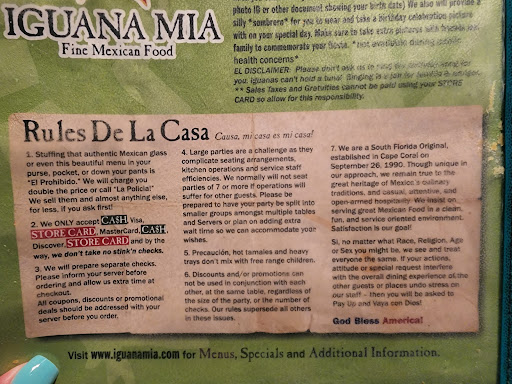 IGUANA MIA
Fine Mexican Food
photo ID or other document showing your birth date) We also will provide a
silly "sombrero" for you to wear and take a birthday celebration picture
with on your special day. Make sure to take extra pictures with friends and
family to commemorate your fiesta.
health concerns*
EL DISCLAIMER: Please don't ask us to sing the birthday song for
you. Iguanas can't hold a tune!
** Sales Taxes and Gratuities cannot be paid using your STORE
CARD so allow for this responsibility.
Rules De La Casa Causa, mi casa es mi casa!
1. Stuffing that authentic Mexican glass
or even this beautiful menu in your
purse, pocket, or down your pants is
"El Prohibido." We will charge you
double the price or call "La Policia!"
We sell them and almost anything else,
for less, if you ask first!
2. We ONLY accept CASH, Visa,
STORE CARD MasterCard, CASH,
Discover, STORE CARD and by the
way, we don't take no stink'n checks.
3. We will prepare separate checks.
Please inform your server before
ordering and allow us extra time at
checkout.
All coupons, discounts or promotional
deals should be addressed with your
server before you order.
4. Large parties are a challenge as they
complicate seating arrangements,
kitchen operations and service staff
efficiencies. We normally will not seat
parties of 7 or more if operations will
suffer for other guests. Please be
prepared to have your party be split into
smaller groups amongst multiple tables
and Servers or plan on adding extra
wait time so we can accommodate your
wishes.
5. Precaución, hot tamales and heavy
trays don't mix with free range children.
6. Discounts and/or promotions can
not be used in conjunction with each
other, at the same table, regardless of
the size of the party, or the number of
checks. Our rules supersede all others
in these issues.
7. We are a South Florida Original,
established in Cape Coral on
September 26, 1990. Though unique in
our approach, we remain true to the
great heritage of Mexico's culinary
traditions, and casual, attentive, and
open-armed hospitality. We insist on
serving great Mexican Food in a clean,
fun, and service oriented environment.
Satisfaction is our goal!
Si, no matter what Race, Religion, Age
or Sex you might be, we see and treat
everyone the same. If your actions,
attitude or special request interfere
with the overall dining experience of the
other guests or places undo stress on
our staff - then you will be asked to
Pay Up and Vaya con Dios!
God Bless America!
Visit www.iguanamia.com for Menus, Specials and Additional Information.